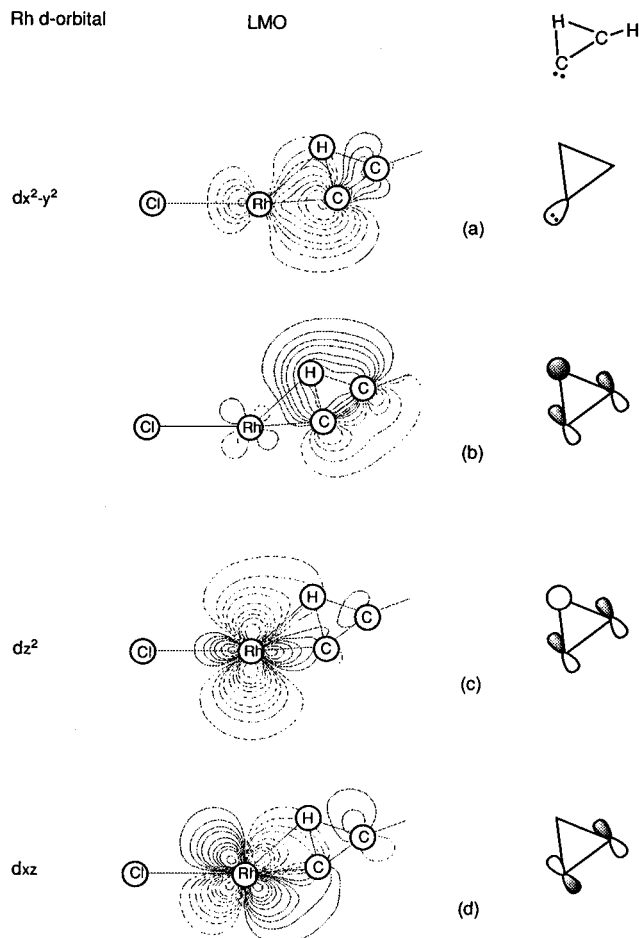 Rh d-orbital LMO
H
C H
C
dx²-y²
H
C
Cl Rh C
(a)
H
C
Cl Rh C
(b)
dz²
H
C
Cl Rh C
(c)
dxz
H
C
Cl Rh C
(d)